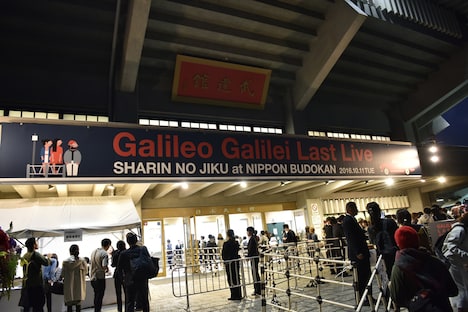 武道館
Galileo Galilei Last Live
SHARIN NO JIKU at NIPPON BUDOKAN 2016.10.11 TUE